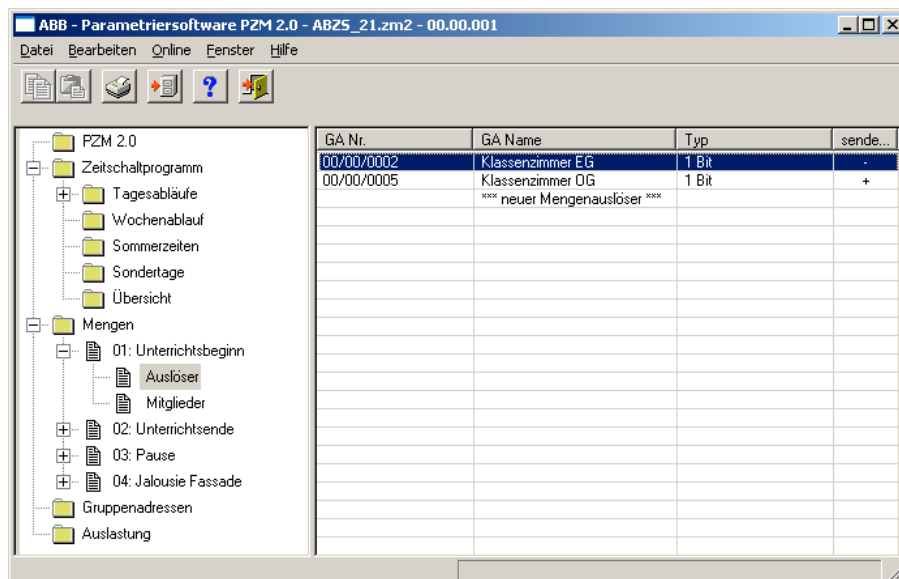 ABB - Parametriersoftware PZM 2.0 - ABZS_21.zm2 - 00.00.001
Datei Bearbeiten Online Fenster Hilfe
PZM 2.0
Zeitschaltprogramm
Tagesabläufe
Wochenablauf
Sommerzeiten
Sondertage
Übersicht
Mengen
01: Unterrichtsbeginn
Auslöser
Mitglieder
02: Unterrichtsende
03: Pause
04: Jalousie Fassade
Gruppenadressen
Auslastung
GA Nr. GA Name Typ sende...
00/00/0002 Klassenzimmer EG 1 Bit -
00/00/0005 Klassenzimmer OG 1 Bit +
*** neuer Mengenauslöser ***